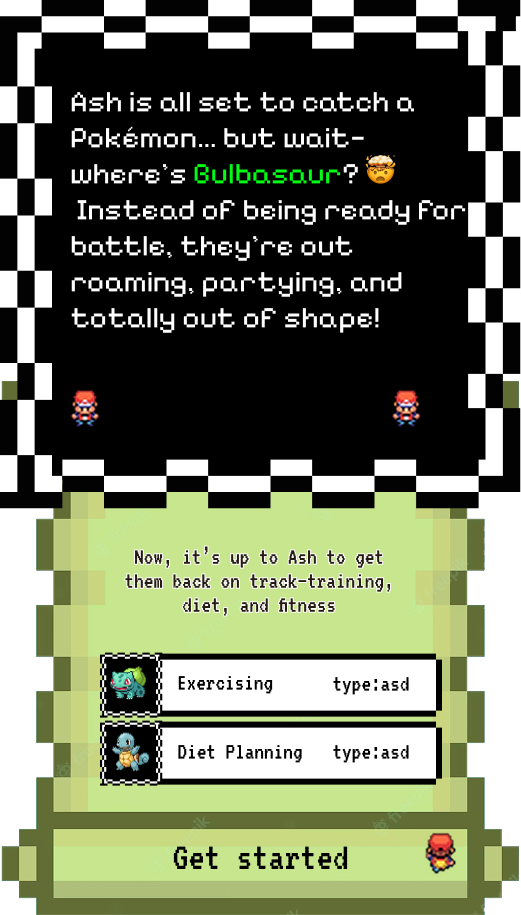 Ash is all set to catch a
Pokémon... but wait-
where's Bulbasaur? 🤯
Instead of being ready for
battle, they're out
roaming, partying, and
totally out of shape!
Now, it's up to Ash to get
them back on track-training,
diet, and fitness
Exercising type:asd
Diet Planning type:asd
Get started